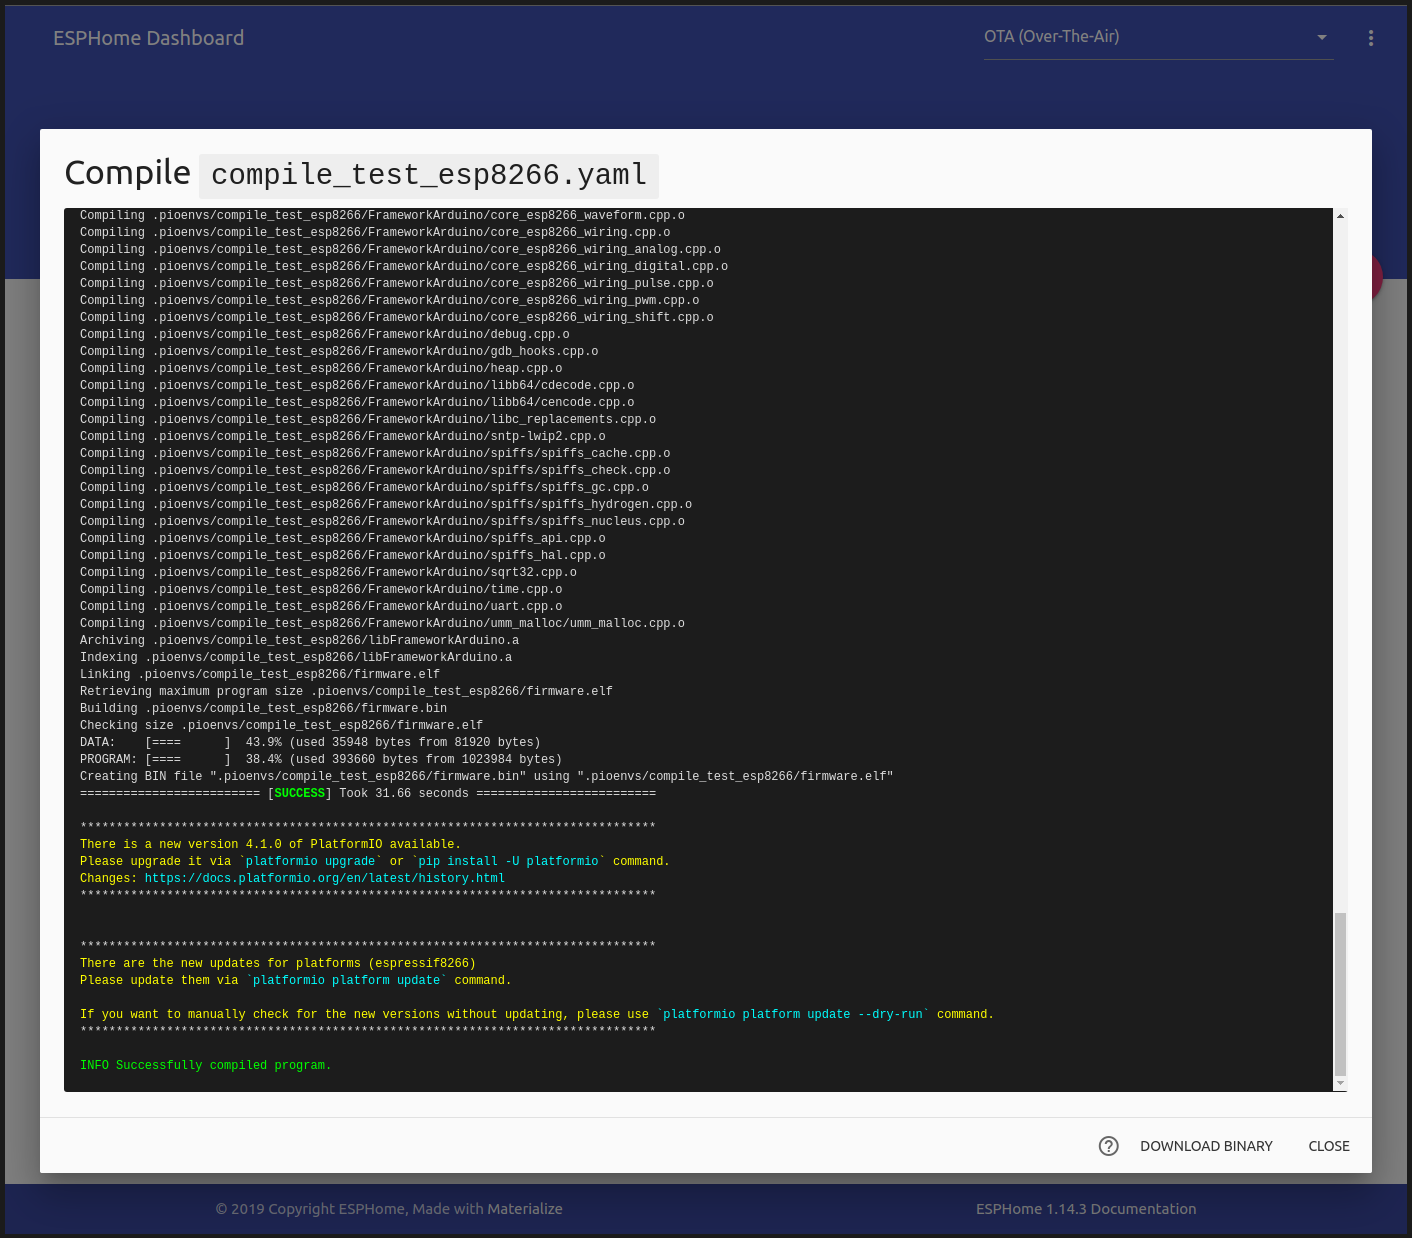 ESPHome Dashboard
OTA (Over-The-Air)
Compile compile_test_esp8266.yaml
Compiling .pioenvs/compile_test_esp8266/FrameworkArduino/core_esp8266_waveform.cpp.o
Compiling .pioenvs/compile_test_esp8266/FrameworkArduino/core_esp8266_wiring.cpp.o
Compiling .pioenvs/compile_test_esp8266/FrameworkArduino/core_esp8266_wiring_analog.cpp.o
Compiling .pioenvs/compile_test_esp8266/FrameworkArduino/core_esp8266_wiring_digital.cpp.o
Compiling .pioenvs/compile_test_esp8266/FrameworkArduino/core_esp8266_wiring_pulse.cpp.o
Compiling .pioenvs/compile_test_esp8266/FrameworkArduino/core_esp8266_wiring_pwm.cpp.o
Compiling .pioenvs/compile_test_esp8266/FrameworkArduino/core_esp8266_wiring_shift.cpp.o
Compiling .pioenvs/compile_test_esp8266/FrameworkArduino/debug.cpp.o
Compiling .pioenvs/compile_test_esp8266/FrameworkArduino/gdb_hooks.cpp.o
Compiling .pioenvs/compile_test_esp8266/FrameworkArduino/heap.cpp.o
Compiling .pioenvs/compile_test_esp8266/FrameworkArduino/libb64/cdecode.cpp.o
Compiling .pioenvs/compile_test_esp8266/FrameworkArduino/libb64/cencode.cpp.o
Compiling .pioenvs/compile_test_esp8266/FrameworkArduino/libc_replacements.cpp.o
Compiling .pioenvs/compile_test_esp8266/FrameworkArduino/sntp-lwip2.cpp.o
Compiling .pioenvs/compile_test_esp8266/FrameworkArduino/spiffs/spiffs_cache.cpp.o
Compiling .pioenvs/compile_test_esp8266/FrameworkArduino/spiffs/spiffs_check.cpp.o
Compiling .pioenvs/compile_test_esp8266/FrameworkArduino/spiffs/spiffs_gc.cpp.o
Compiling .pioenvs/compile_test_esp8266/FrameworkArduino/spiffs/spiffs_hydrogen.cpp.o
Compiling .pioenvs/compile_test_esp8266/FrameworkArduino/spiffs/spiffs_nucleus.cpp.o
Compiling .pioenvs/compile_test_esp8266/FrameworkArduino/spiffs_api.cpp.o
Compiling .pioenvs/compile_test_esp8266/FrameworkArduino/spiffs_hal.cpp.o
Compiling .pioenvs/compile_test_esp8266/FrameworkArduino/sqrt32.cpp.o
Compiling .pioenvs/compile_test_esp8266/FrameworkArduino/time.cpp.o
Compiling .pioenvs/compile_test_esp8266/FrameworkArduino/uart.cpp.o
Compiling .pioenvs/compile_test_esp8266/FrameworkArduino/umm_malloc/umm_malloc.cpp.o
Archiving .pioenvs/compile_test_esp8266/libFrameworkArduino.a
Indexing .pioenvs/compile_test_esp8266/libFrameworkArduino.a
Linking .pioenvs/compile_test_esp8266/firmware.elf
Retrieving maximum program size .pioenvs/compile_test_esp8266/firmware.elf
Building .pioenvs/compile_test_esp8266/firmware.bin
Checking size .pioenvs/compile_test_esp8266/firmware.elf
DATA:    [====      ]  43.9% (used 35948 bytes from 81920 bytes)
PROGRAM: [====      ]  38.4% (used 393660 bytes from 1023984 bytes)
Creating BIN file ".pioenvs/compile_test_esp8266/firmware.bin" using ".pioenvs/compile_test_esp8266/firmware.elf"
========================= [SUCCESS] Took 31.66 seconds =========================
********************************************************************************
There is a new version 4.1.0 of PlatformIO available.
Please upgrade it via `platformio upgrade` or `pip install -U platformio` command.
Changes: https://docs.platformio.org/en/latest/history.html
********************************************************************************
********************************************************************************
There are the new updates for platforms (espressif8266)
Please update them via `platformio platform update` command.
If you want to manually check for the new versions without updating, please use `platformio platform update --dry-run` command.
********************************************************************************
INFO Successfully compiled program.
DOWNLOAD BINARY CLOSE
© 2019 Copyright ESPHome, Made with Materialize
ESPHome 1.14.3 Documentation